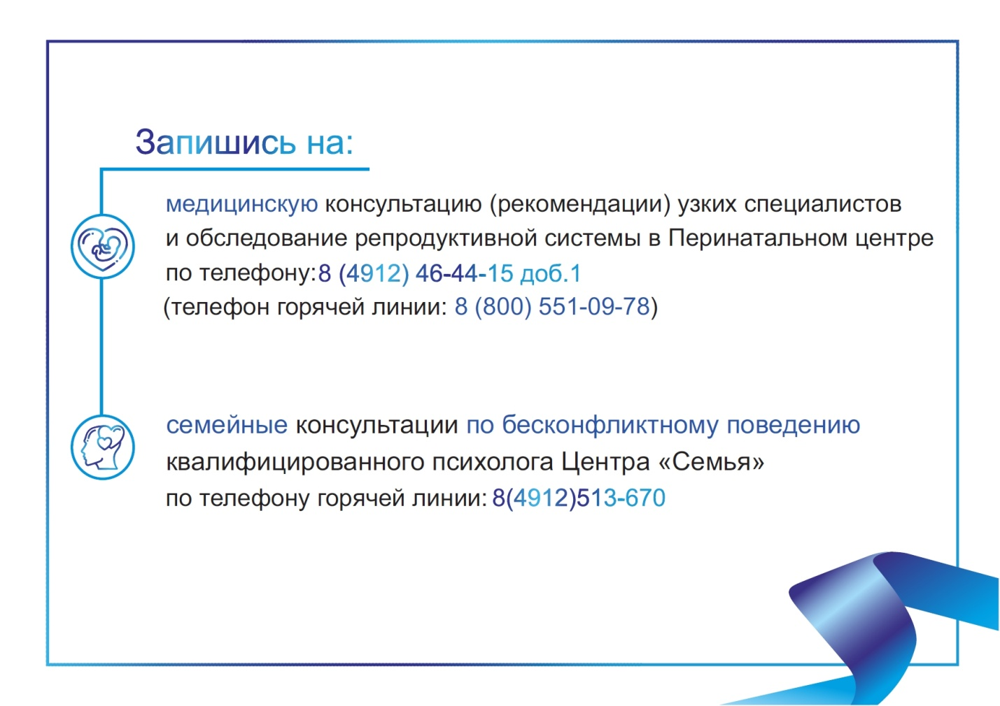 Запишись на:
медицинскую консультацию (рекомендации) узких специалистов
и обследование репродуктивной системы в Перинатальном центре
по телефону:8 (4912) 46-44-15 доб.1
(телефон горячей линии: 8 (800) 551-09-78)
семейные консультации по бесконфликтному поведению
квалифицированного психолога Центра «Семья»
по телефону горячей линии: 8(4912)513-670